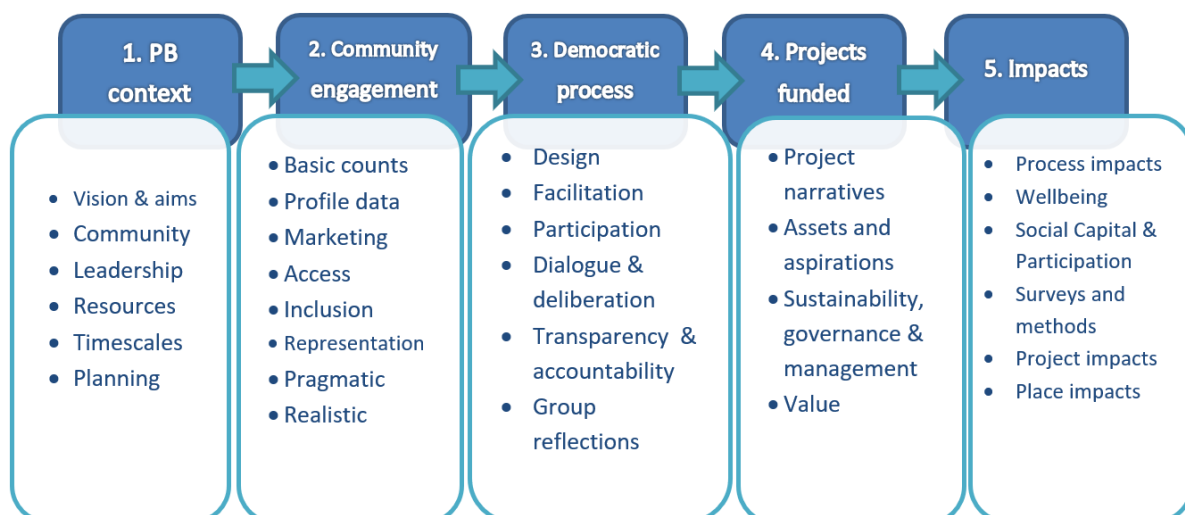 1. PB
context
• Vision & aims
• Community
• Leadership
• Resources
• Timescales
• Planning
2. Community
engagement
• Basic counts
• Profile data
• Marketing
• Access
• Inclusion
• Representation
• Pragmatic
• Realistic
3. Democratic
process
• Design
• Facilitation
• Participation
• Dialogue &
deliberation
• Transparency &
accountability
• Group
reflections
4. Projects
funded
• Project
narratives
• Assets and
aspirations
• Sustainability,
governance &
management
• Value
5. Impacts
• Process impacts
• Wellbeing
• Social Capital &
Participation
• Surveys and
methods
• Project impacts
• Place impacts